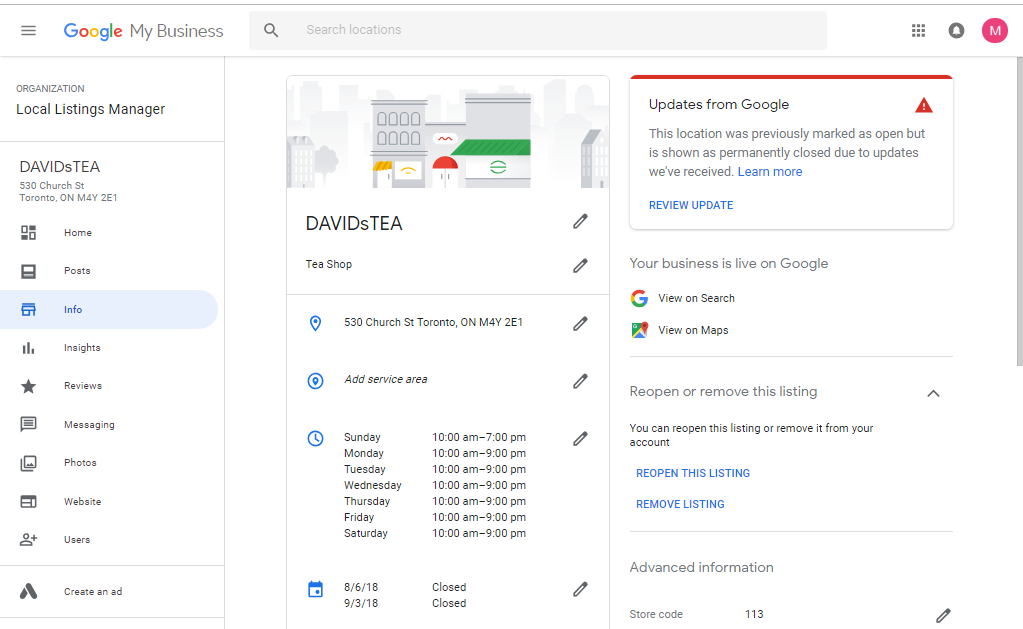 Google My Business
Search locations
M
ORGANIZATION
Local Listings Manager
DAVIDsTEA
530 Church St
Toronto, ON M4Y 2E1
Home
Posts
Info
Insights
Reviews
Messaging
Photos
Website
Users
Create an ad
DAVIDsTEA
Tea Shop
530 Church St Toronto, ON M4Y 2E1
Add service area
Sunday 10:00 am–7:00 pm
Monday 10:00 am–9:00 pm
Tuesday 10:00 am–9:00 pm
Wednesday 10:00 am–9:00 pm
Thursday 10:00 am–9:00 pm
Friday 10:00 am–9:00 pm
Saturday 10:00 am–9:00 pm
8/6/18 Closed
9/3/18 Closed
Updates from Google
This location was previously marked as open but
is shown as permanently closed due to updates
we've received. Learn more
REVIEW UPDATE
Your business is live on Google
View on Search
View on Maps
Reopen or remove this listing
You can reopen this listing or remove it from your
account
REOPEN THIS LISTING
REMOVE LISTING
Advanced information
Store code 113